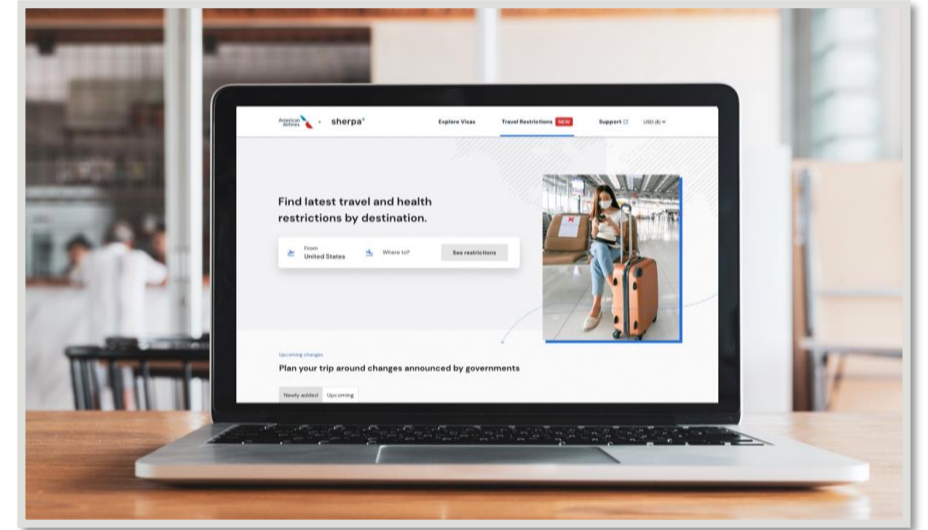 American Airlines
sherpa°
Explore Visas
Travel Restrictions NEW
Support
USD ($)
Find latest travel and health
restrictions by destination.
From
United States
Where to?
See restrictions
Upcoming changes
Plan your trip around changes announced by governments
Newly added
Upcoming